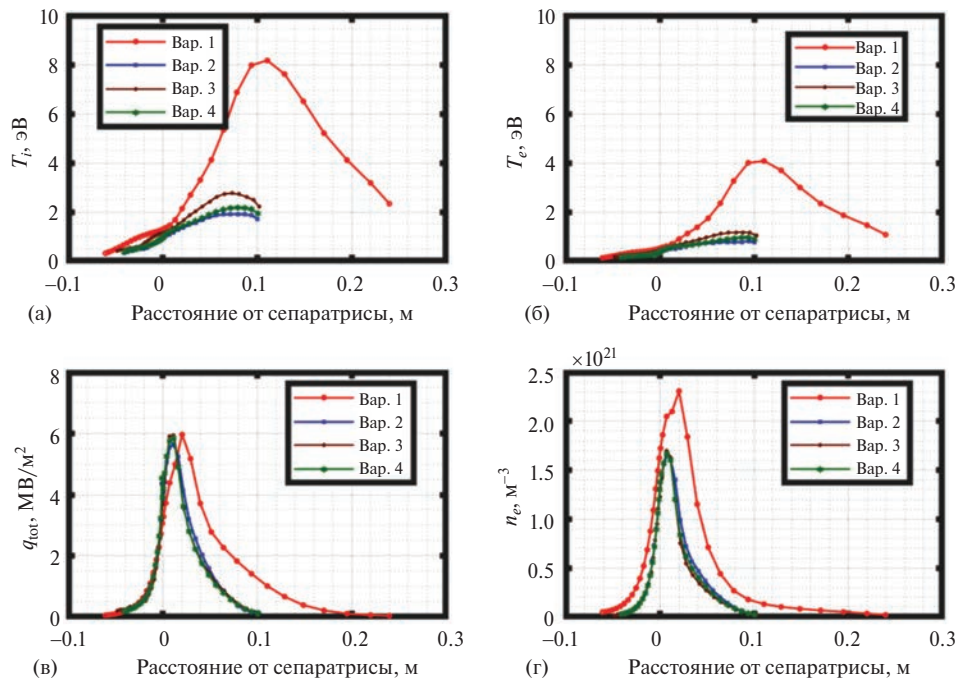 10
8
6
4
2
0
−0.1
0
0.1
0.2
0.3
T_i, эВ
Вар. 1
Вар. 2
Вар. 3
Вар. 4
(а) Расстояние от сепаратрисы, м
10
8
6
4
2
0
−0.1
0
0.1
0.2
0.3
T_e, эВ
Вар. 1
Вар. 2
Вар. 3
Вар. 4
(б) Расстояние от сепаратрисы, м
8
6
4
2
0
−0.1
0
0.1
0.2
0.3
q_tot, МВ/м²
Вар. 1
Вар. 2
Вар. 3
Вар. 4
(в) Расстояние от сепаратрисы, м
×10²¹
2.5
2.0
1.5
1.0
0.5
0
−0.1
0
0.1
0.2
0.3
n_e, м⁻³
Вар. 1
Вар. 2
Вар. 3
Вар. 4
(г) Расстояние от сепаратрисы, м